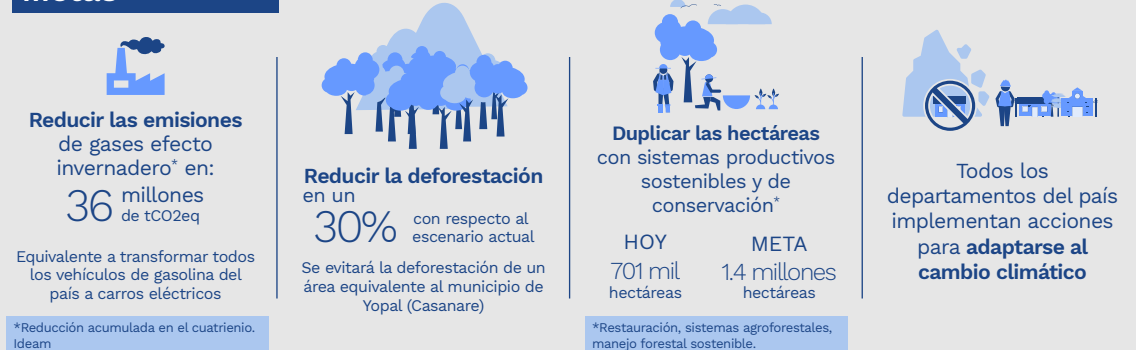 Reducir las emisiones
de gases efecto
invernadero* en:
36 millones
de tCO2eq
Equivalente a transformar todos
los vehículos de gasolina del
país a carros eléctricos
*Reducción acumulada en el cuatrienio.
Ideam
Reducir la deforestación
en un
30% con respecto al
escenario actual
Se evitará la deforestación de un
área equivalente al municipio de
Yopal (Casanare)
Duplicar las hectáreas
con sistemas productivos
sostenibles y de
conservación*
HOY
701 mil
hectáreas
META
1.4 millones
hectáreas
*Restauración, sistemas agroforestales,
manejo forestal sostenible.
Todos los
departamentos del país
implementan acciones
para adaptarse al
cambio climático